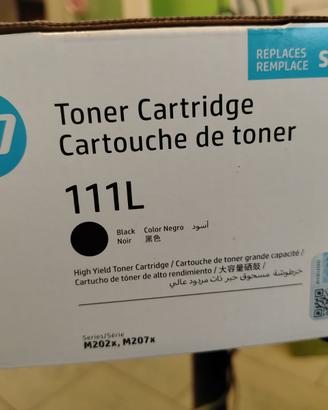 REPLACES
REMPLACE
Toner Cartridge
Cartouche de toner
111L
Black Color Negro أسود
Noir 黑色
High Yield Toner Cartridge / Cartouche de toner grande capacité /
Cartucho de tóner de alto rendimiento / 大容量硒鼓 /
خرطوشة مسحوق حبر ذات مردود عالي
Series/Série
M202x, M207x